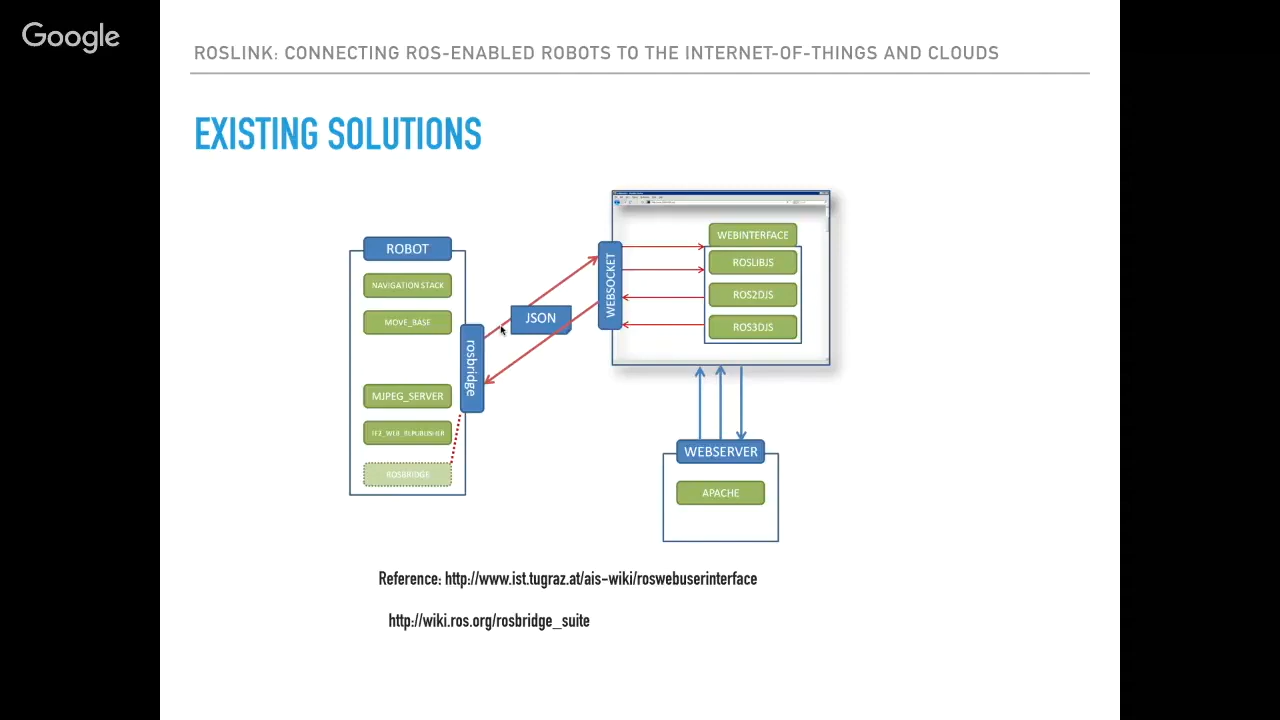 Google
ROSLINK: CONNECTING ROS-ENABLED ROBOTS TO THE INTERNET-OF-THINGS AND CLOUDS
EXISTING SOLUTIONS
ROBOT
NAVIGATION STACK
MOVE_BASE
rosbridge
MJPEG_SERVER
TF2_WEB_REPUBLISHER
ROSBRIDGE
JSON
WEBSOCKET
WEBINTERFACE
ROSLIBJS
ROS2DJS
ROS3DJS
WEBSERVER
APACHE
Reference: http://www.ist.tugraz.at/ais-wiki/roswebuserinterface
http://wiki.ros.org/rosbridge_suite